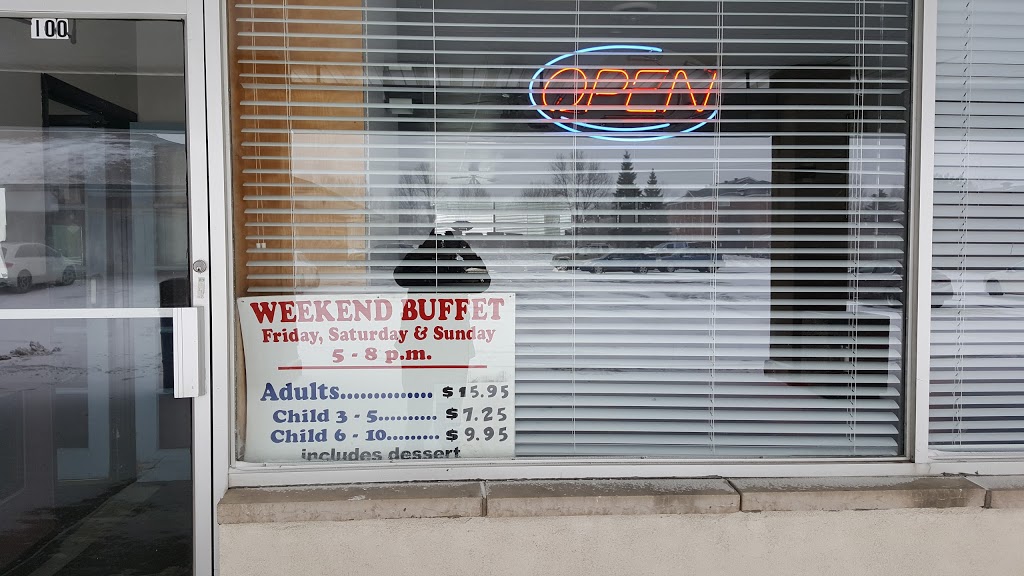 100
OPEN
WEEKEND BUFFET
Friday, Saturday & Sunday
5 - 8 p.m.
Adults................ $15.95
Child 3 - 5.......... $7.25
Child 6 - 10......... $9.95
includes dessert